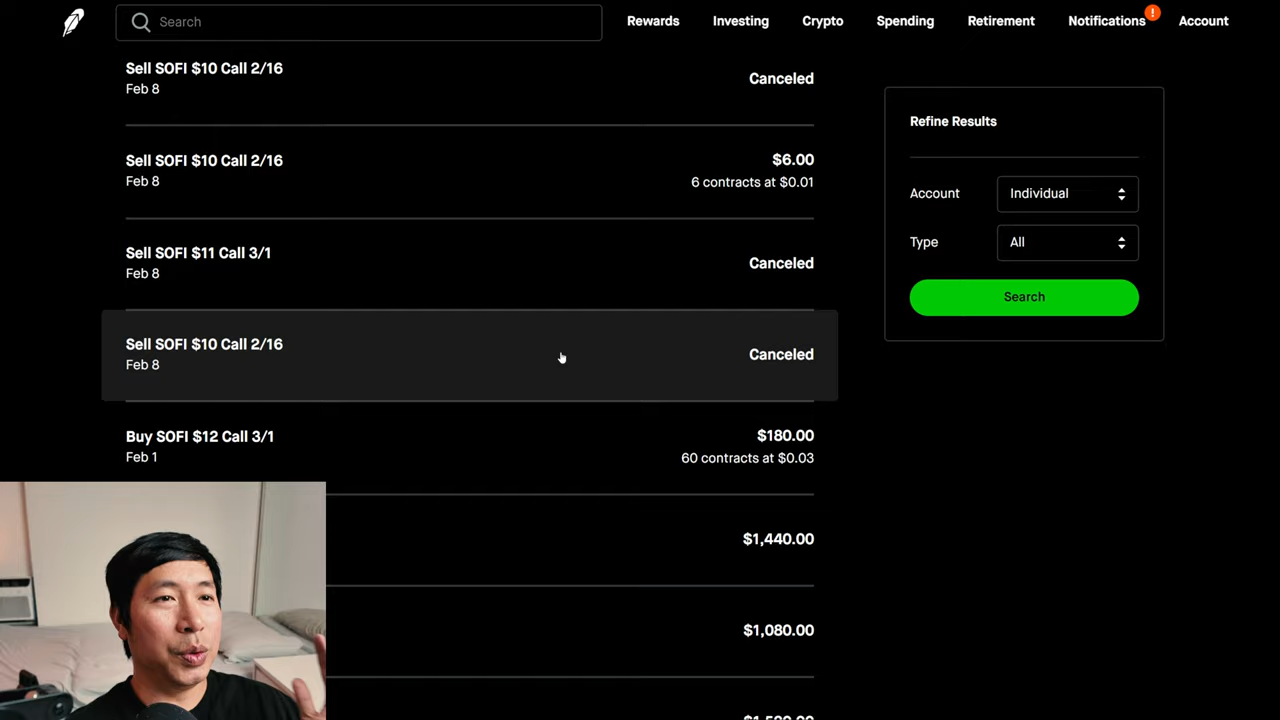 Search
Rewards
Investing
Crypto
Spending
Retirement
Notifications
!
Account
Sell SOFI $10 Call 2/16
Feb 8
Canceled
Sell SOFI $10 Call 2/16
Feb 8
$6.00
6 contracts at $0.01
Sell SOFI $11 Call 3/1
Feb 8
Canceled
Sell SOFI $10 Call 2/16
Feb 8
Canceled
Buy SOFI $12 Call 3/1
Feb 1
$180.00
60 contracts at $0.03
$1,440.00
$1,080.00
Refine Results
Account
Individual
Type
All
Search